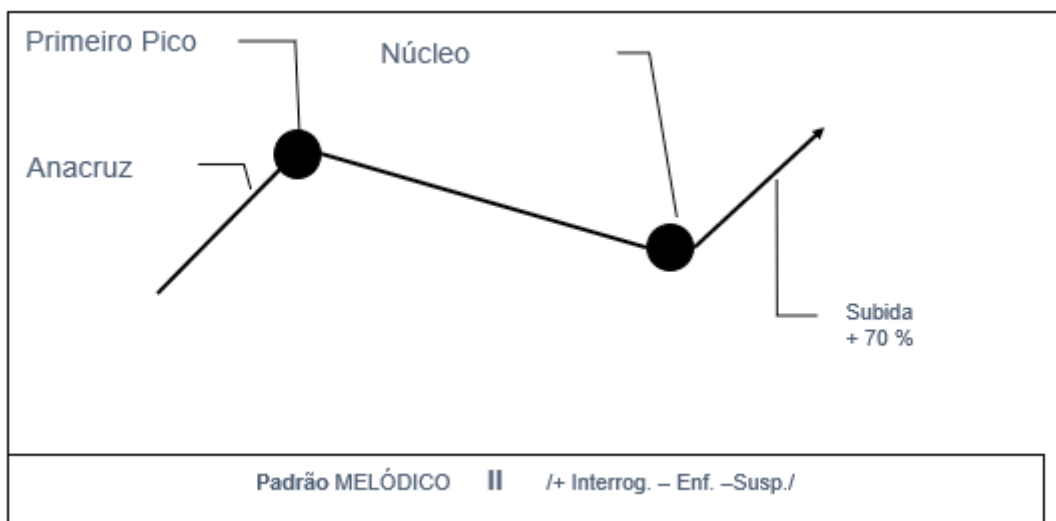 Primeiro Pico
Núcleo
Anacruz
Subida
+ 70 %
Padrão MELÓDICO II /+ Interrog. – Enf. –Susp./